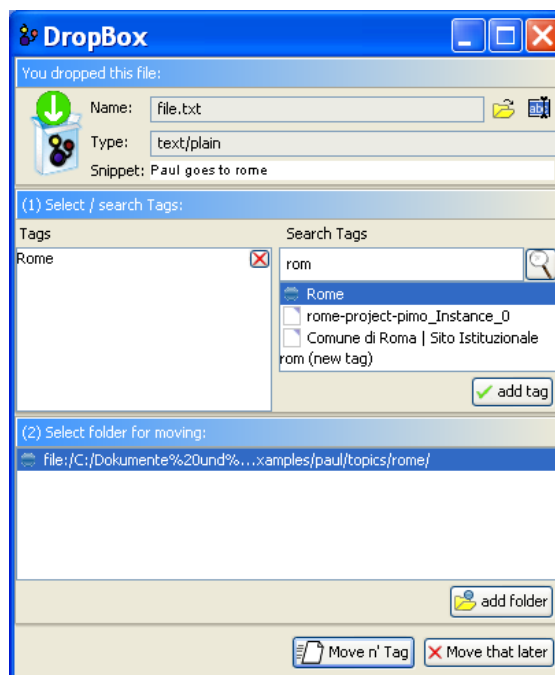 DropBox
You dropped this file:
Name: file.txt
Type: text/plain
Snippet: Paul goes to rome
(1) Select / search Tags:
Tags
Rome
Search Tags
rom
Rome
rome-project-pimo_Instance_0
Comune di Roma | Sito Istituzionale
rom (new tag)
add tag
(2) Select folder for moving:
file:/C:/Dokumente%20und%...xamples/paul/topics/rome/
add folder
Move n' Tag
Move that later